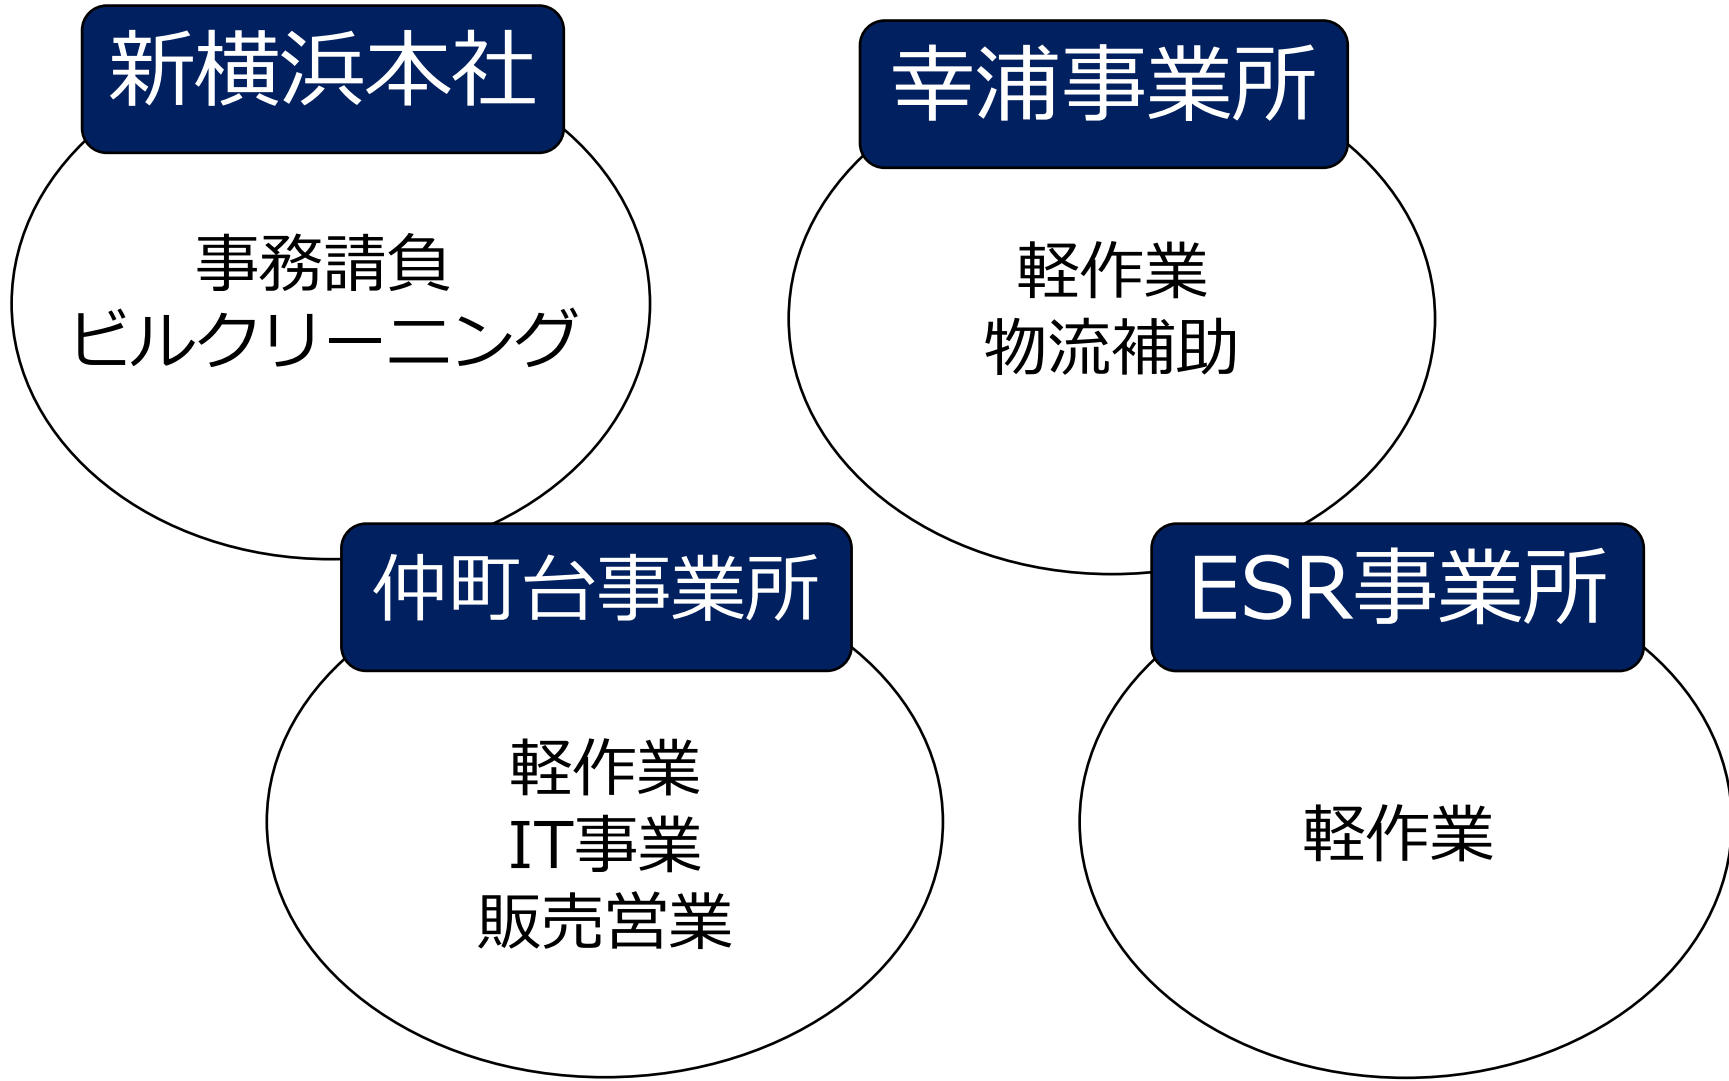 新横浜本社
事務請負
ビルクリーニング
幸浦事業所
軽作業
物流補助
仲町台事業所
軽作業
IT事業
販売営業
ESR事業所
軽作業